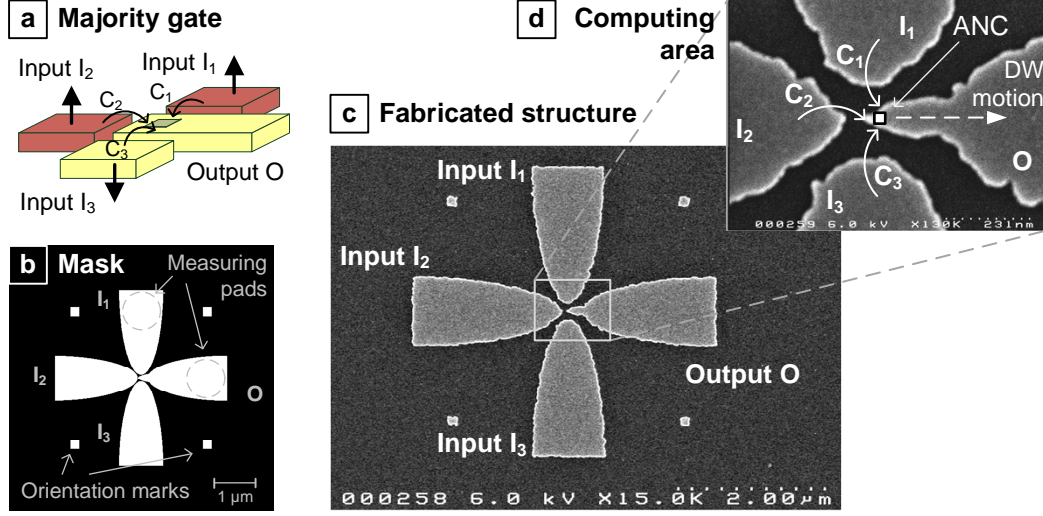 a Majority gate
Input I₂
Input I₁
C₂
C₁
C₃
Output O
Input I₃
b Mask
Measuring
pads
I₁
I₂
O
I₃
Orientation marks
1 µm
c Fabricated structure
Input I₁
Input I₂
Output O
Input I₃
000258 6.0 kV X15.0K 2.00µm
d Computing
area
I₁
ANC
C₁
DW
motion
C₂
I₂
O
C₃
I₃
000259 6.0 kV X130K 231nm